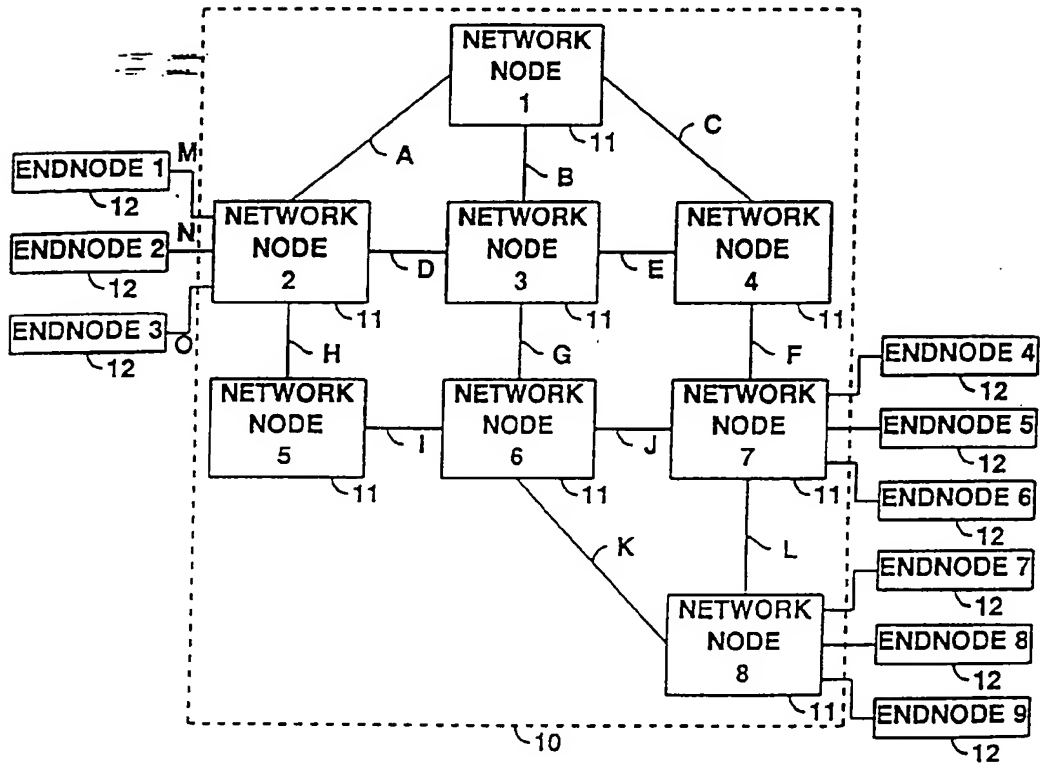 NETWORK
NODE
1
11
A
B
C
ENDNODE 1
M
12
ENDNODE 2
N
12
ENDNODE 3
O
12
NETWORK
NODE
2
11
D
NETWORK
NODE
3
11
E
NETWORK
NODE
4
11
H
G
F
NETWORK
NODE
5
11
I
NETWORK
NODE
6
11
J
NETWORK
NODE
7
11
ENDNODE 4
12
ENDNODE 5
12
ENDNODE 6
12
K
L
NETWORK
NODE
8
11
ENDNODE 7
12
ENDNODE 8
12
ENDNODE 9
12
10